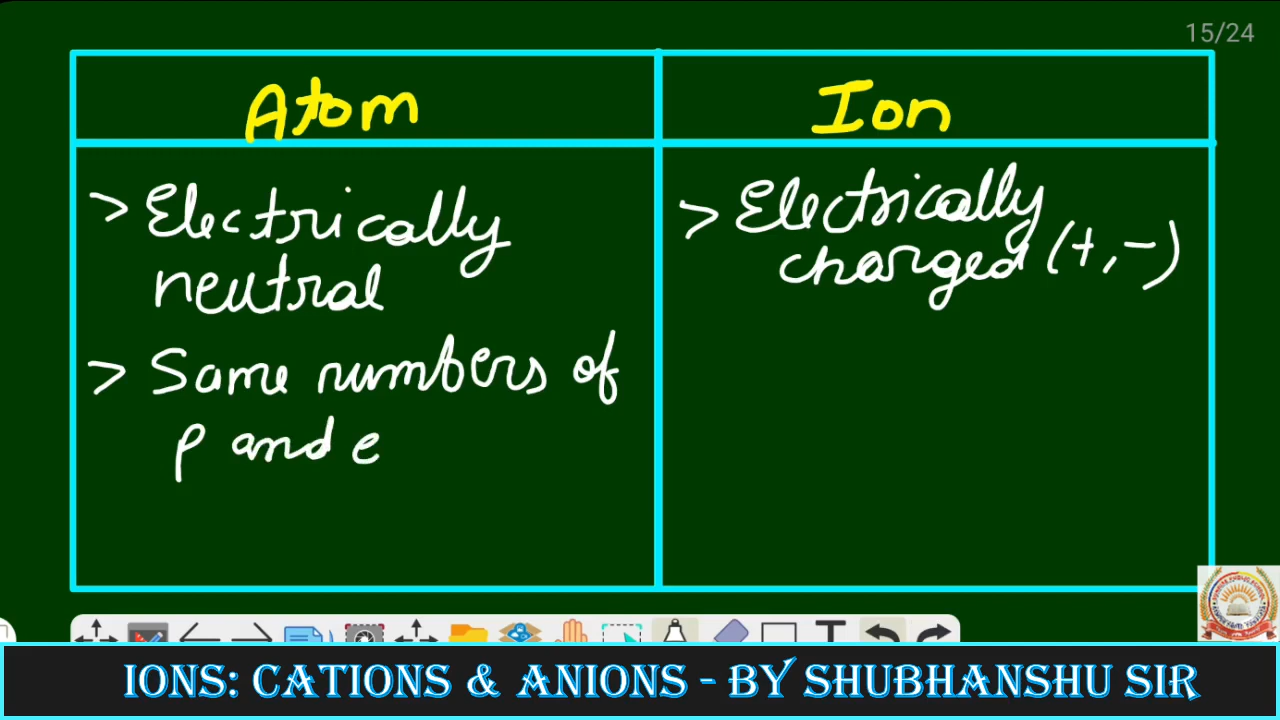 15/24
Atom
Ion
> Electrically
neutral
> Same numbers of
p and e
> Electrically
charged (+, -)
IONS: CATIONS & ANIONS - BY SHUBHANSHU SIR